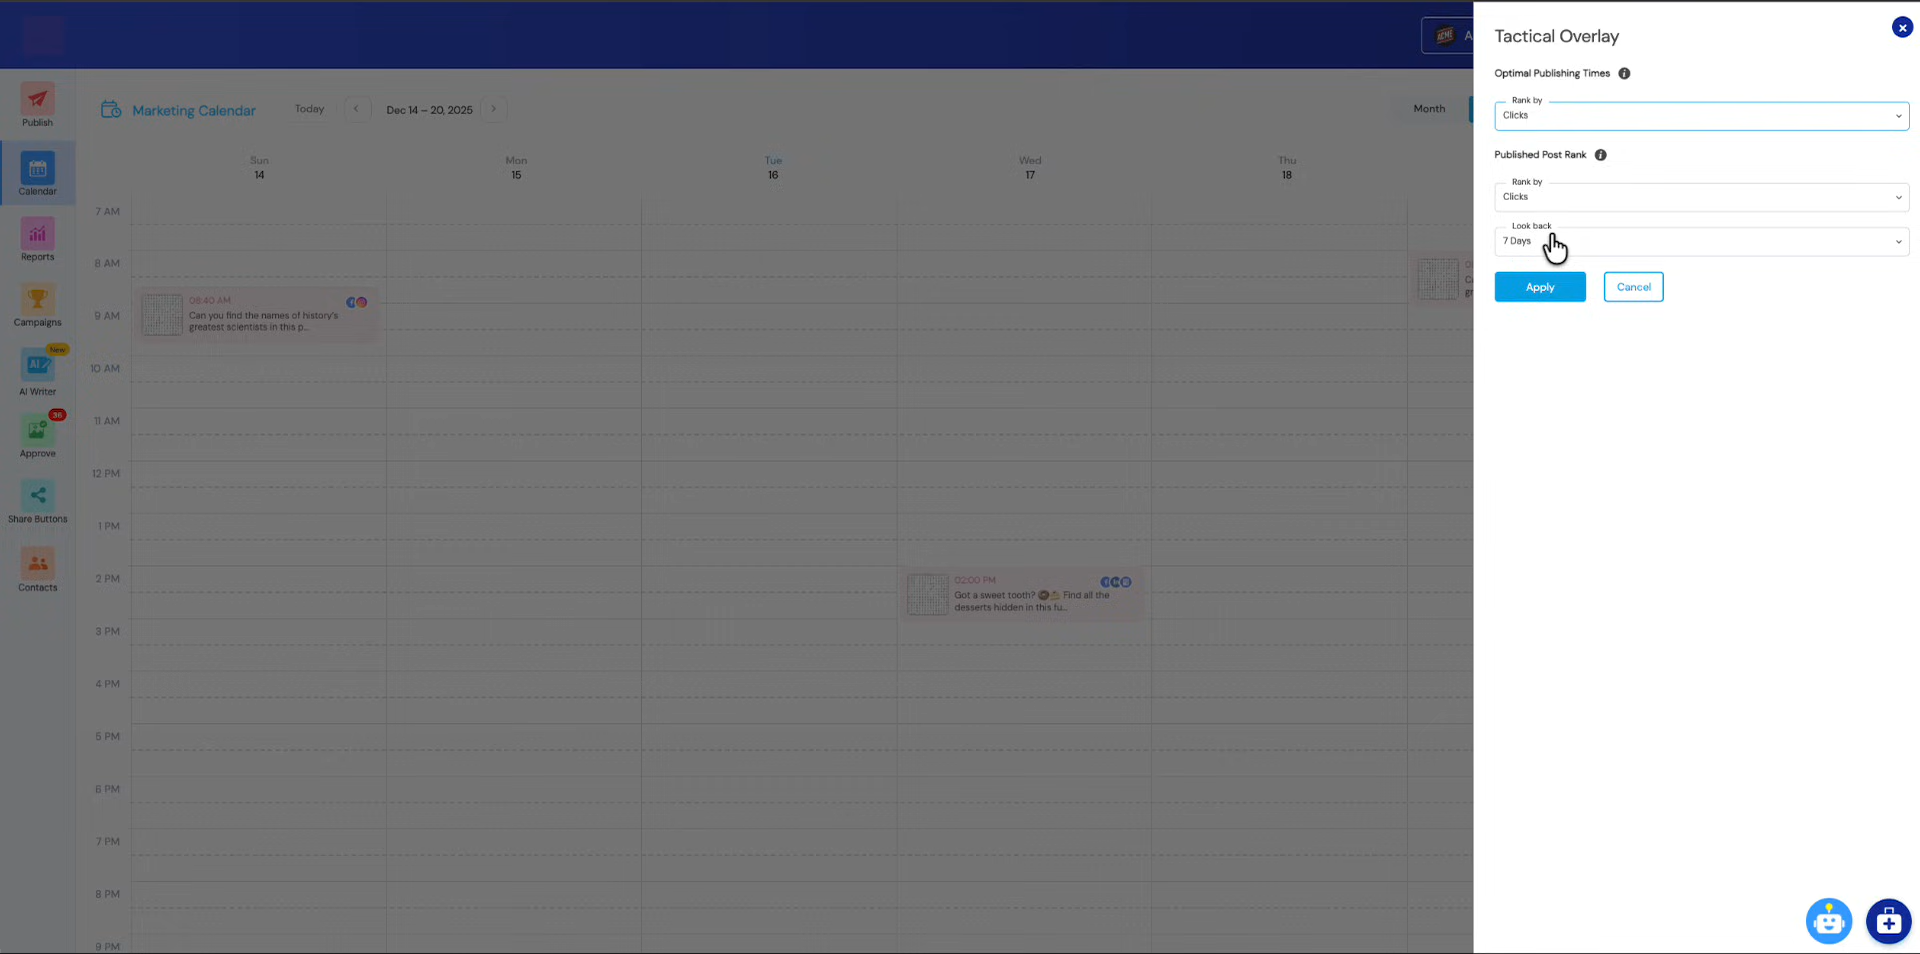 Tactical Overlay
Optimal Publishing Times
Rank by
Clicks
Published Post Rank
Rank by
Clicks
Look back
7 Days
Apply
Cancel
ACME
A
Publish
Calendar
Reports
Campaigns
New
AI
AI Writer
36
Approve
Share Buttons
Contacts
Marketing Calendar
Today
Dec 14 – 20, 2025
Month
Sun
14
Mon
15
Tue
16
Wed
17
Thu
18
7 AM
8 AM
9 AM
10 AM
11 AM
12 PM
1 PM
2 PM
3 PM
4 PM
5 PM
6 PM
7 PM
8 PM
9 PM
08:40 AM
Can you find the names of history's
greatest scientists in this p...
02:00 PM
Got a sweet tooth? 🍩🍰 Find all the
desserts hidden in this fu...